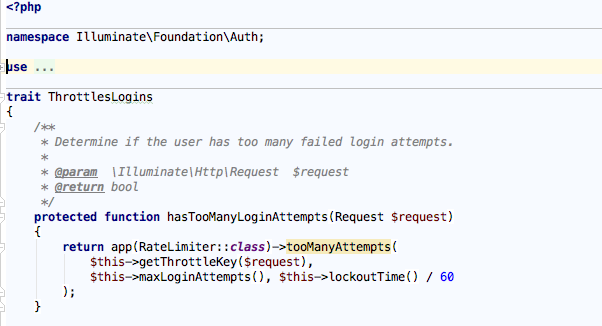 <?php
namespace Illuminate\Foundation\Auth;
use ...
trait ThrottlesLogins
{
/**
* Determine if the user has too many failed login attempts.
*
* @param \Illuminate\Http\Request $request
* @return bool
*/
protected function hasTooManyLoginAttempts(Request $request)
{
return app(RateLimiter::class)->tooManyAttempts(
$this->getThrottleKey($request),
$this->maxLoginAttempts(), $this->lockoutTime() / 60
);
}